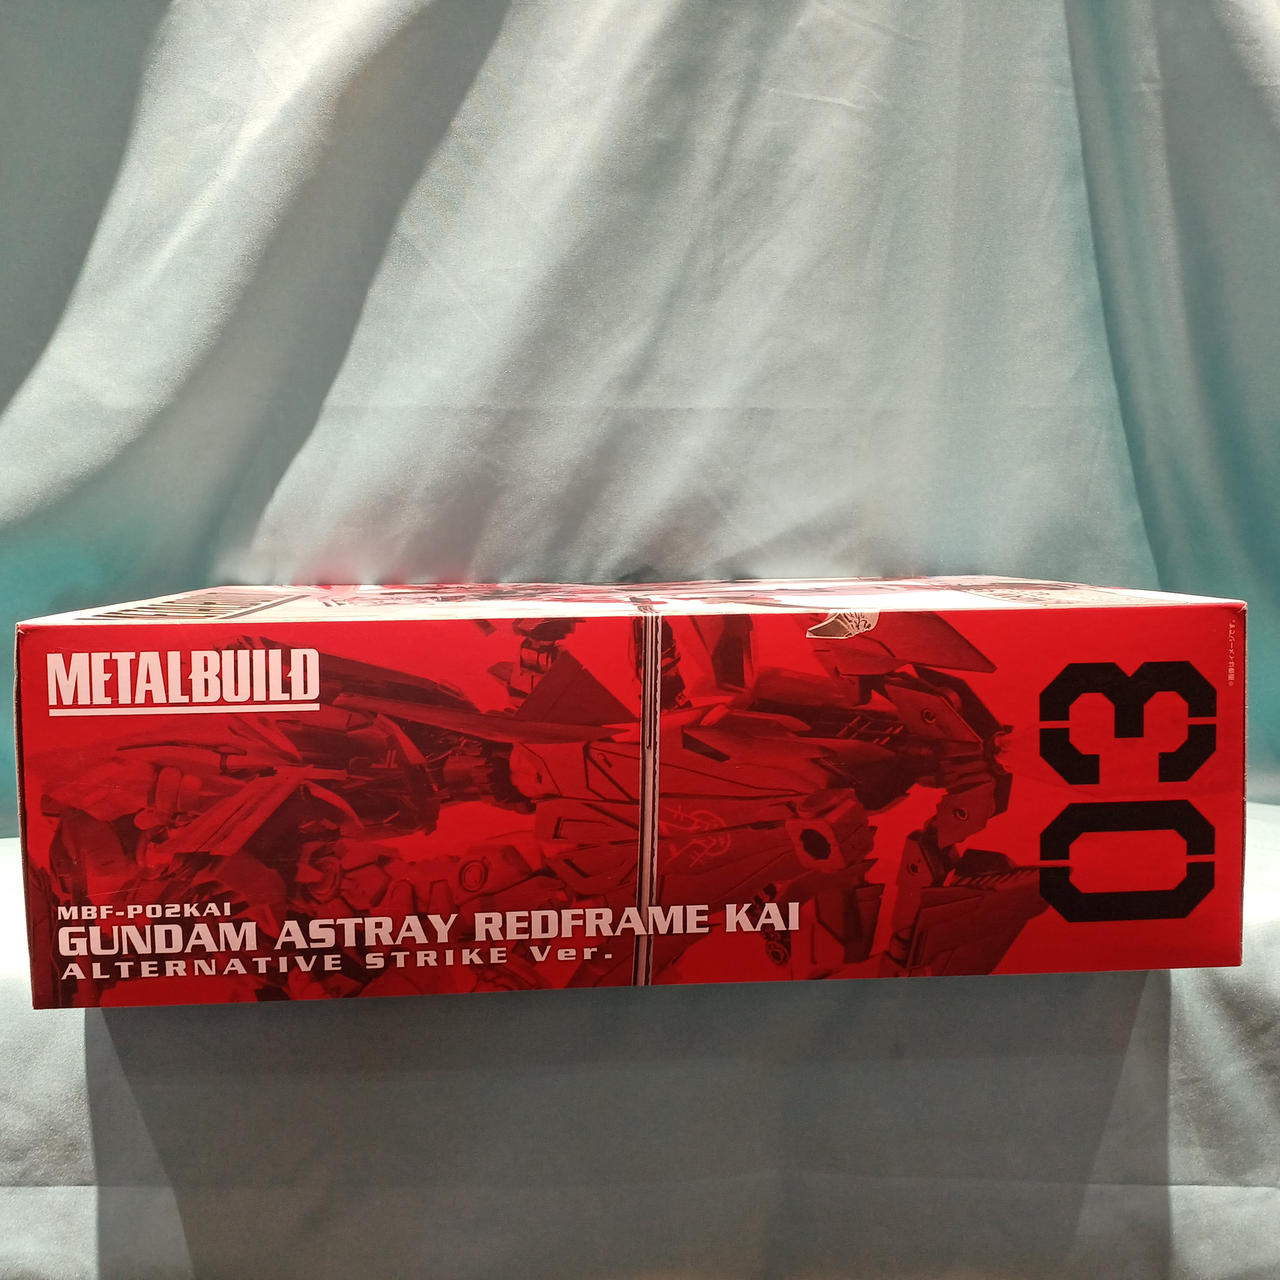 METALBUILD
MBF-P02KAI
GUNDAM ASTRAY REDFRAME KAI
ALTERNATIVE STRIKE Ver.
03